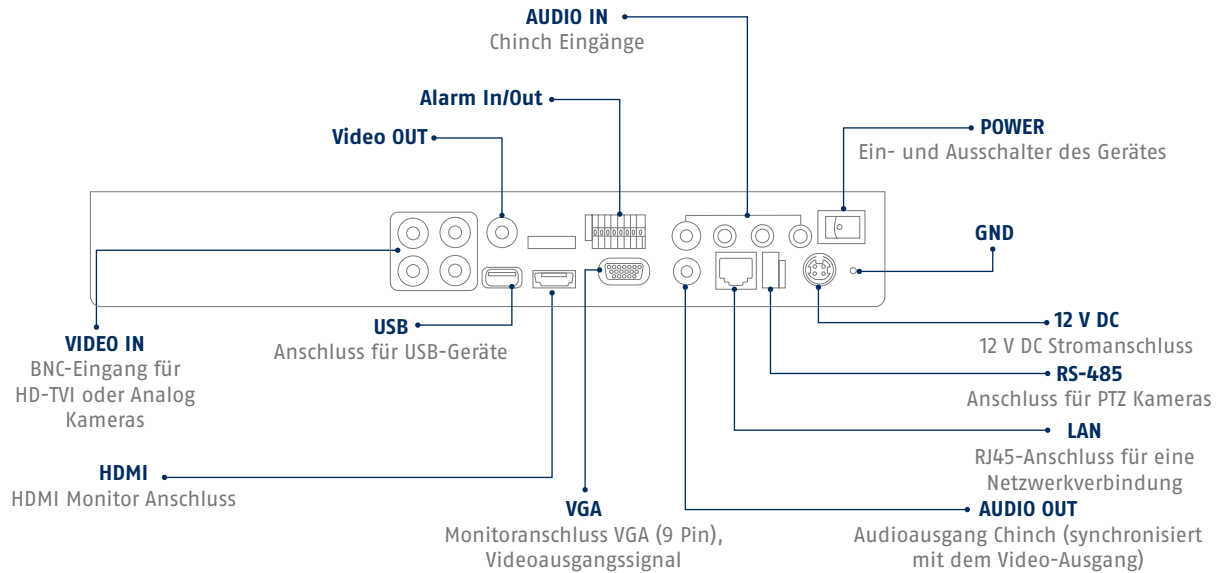 AUDIO IN
Chinch Eingänge
Alarm In/Out
Video OUT
POWER
Ein- und Ausschalter des Gerätes
GND
VIDEO IN
BNC-Eingang für
HD-TVI oder Analog
Kameras
USB
Anschluss für USB-Geräte
12 V DC
12 V DC Stromanschluss
RS-485
Anschluss für PTZ Kameras
LAN
RJ45-Anschluss für eine
Netzwerkverbindung
HDMI
HDMI Monitor Anschluss
VGA
Monitoranschluss VGA (9 Pin),
Videoausgangssignal
AUDIO OUT
Audioausgang Chinch (synchronisiert
mit dem Video-Ausgang)